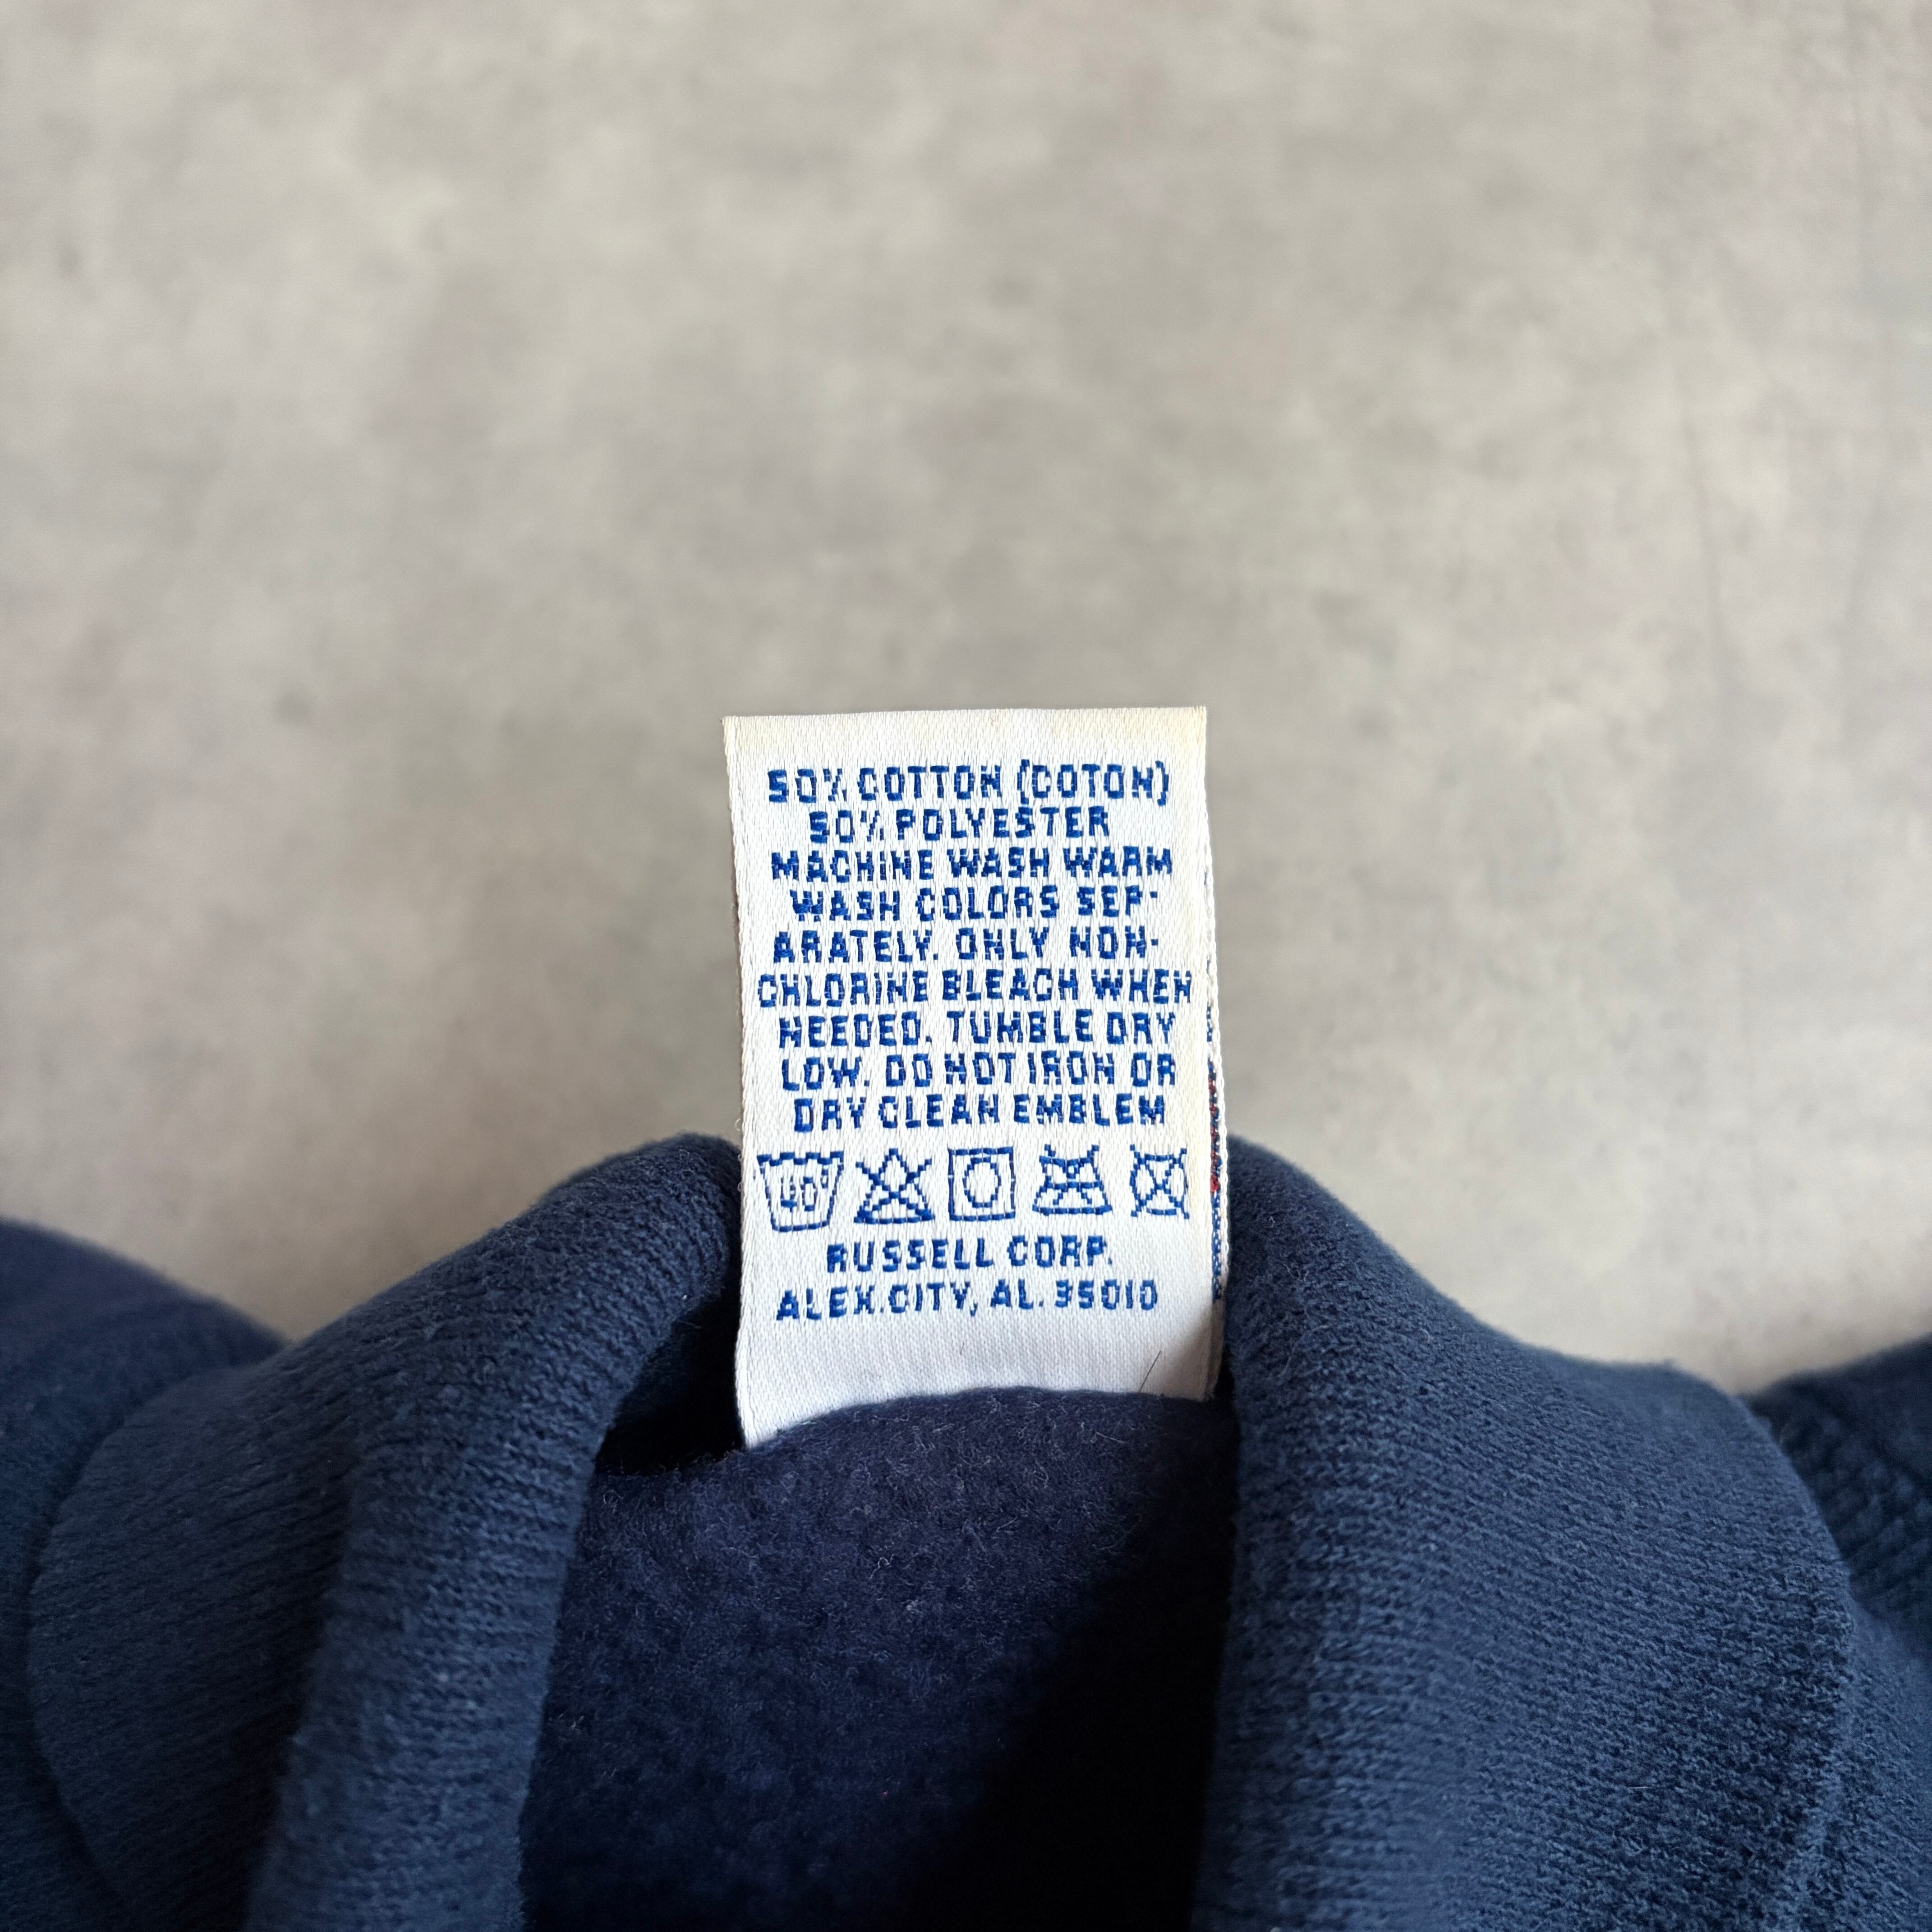 50% COTTON (COTON)
50% POLYESTER
MACHINE WASH WARM
WASH COLORS SEP-
ARATELY. ONLY NON-
CHLORINE BLEACH WHEN
NEEDED. TUMBLE DRY
LOW. DO NOT IRON OR
DRY CLEAN EMBLEM
40°
RUSSELL CORP.
ALEX.CITY, AL. 35010